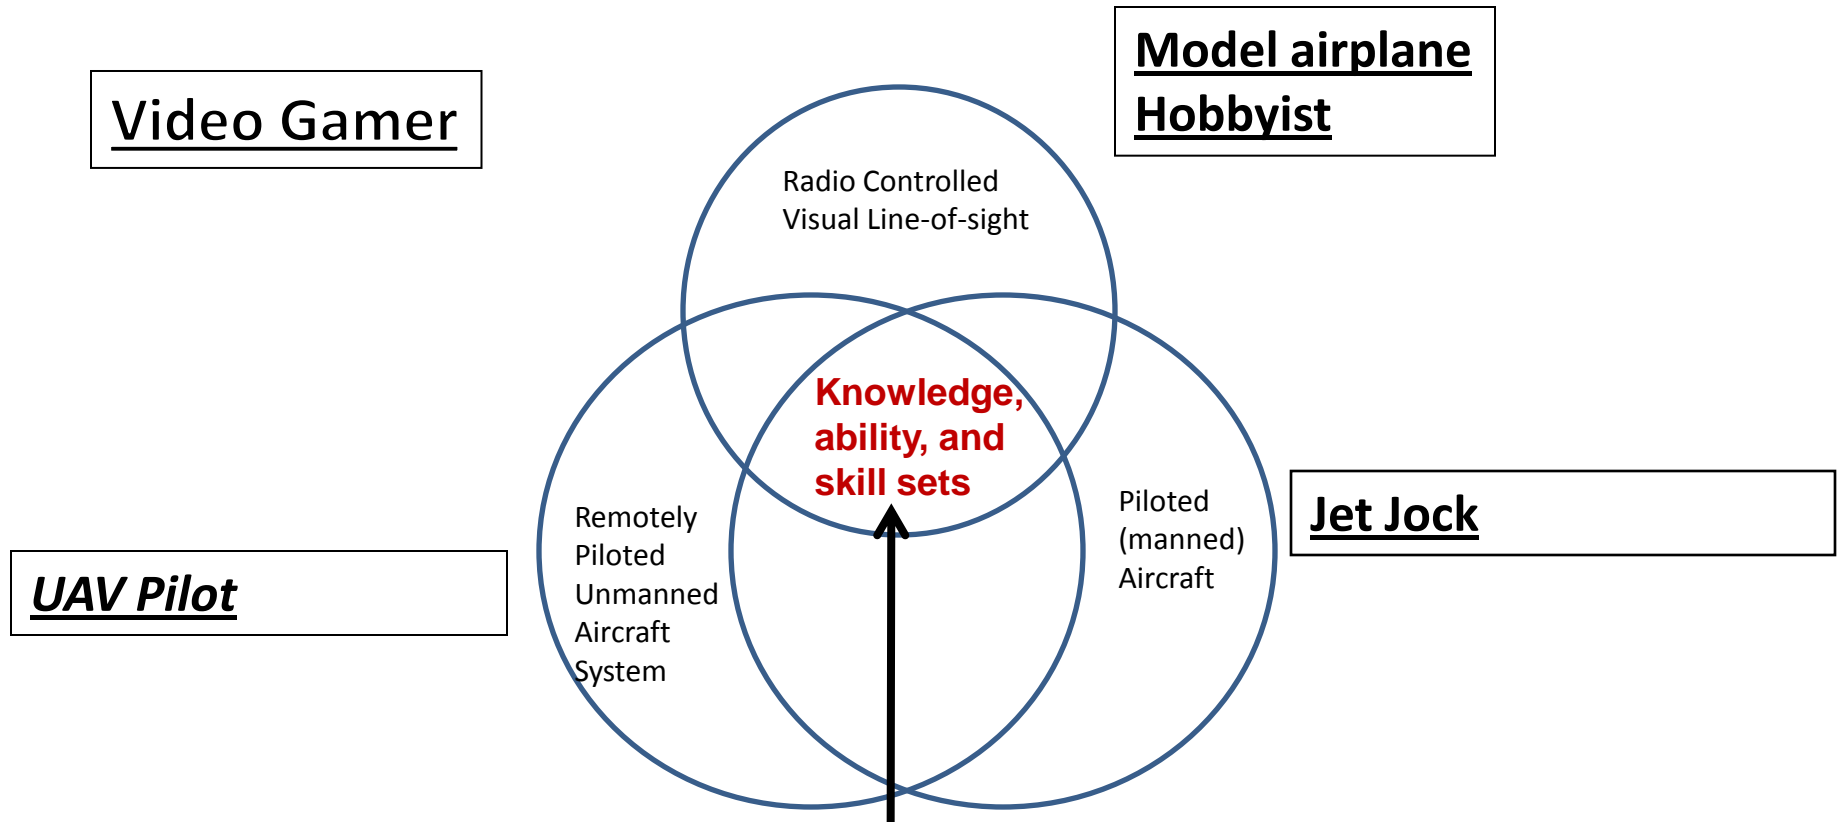 Model airplane
Hobbyist
Video Gamer
Radio Controlled
Visual Line-of-sight
Knowledge,
ability, and
skill sets
Remotely
Piloted
Unmanned
Aircraft
System
Piloted
(manned)
Aircraft
Jet Jock
UAV Pilot